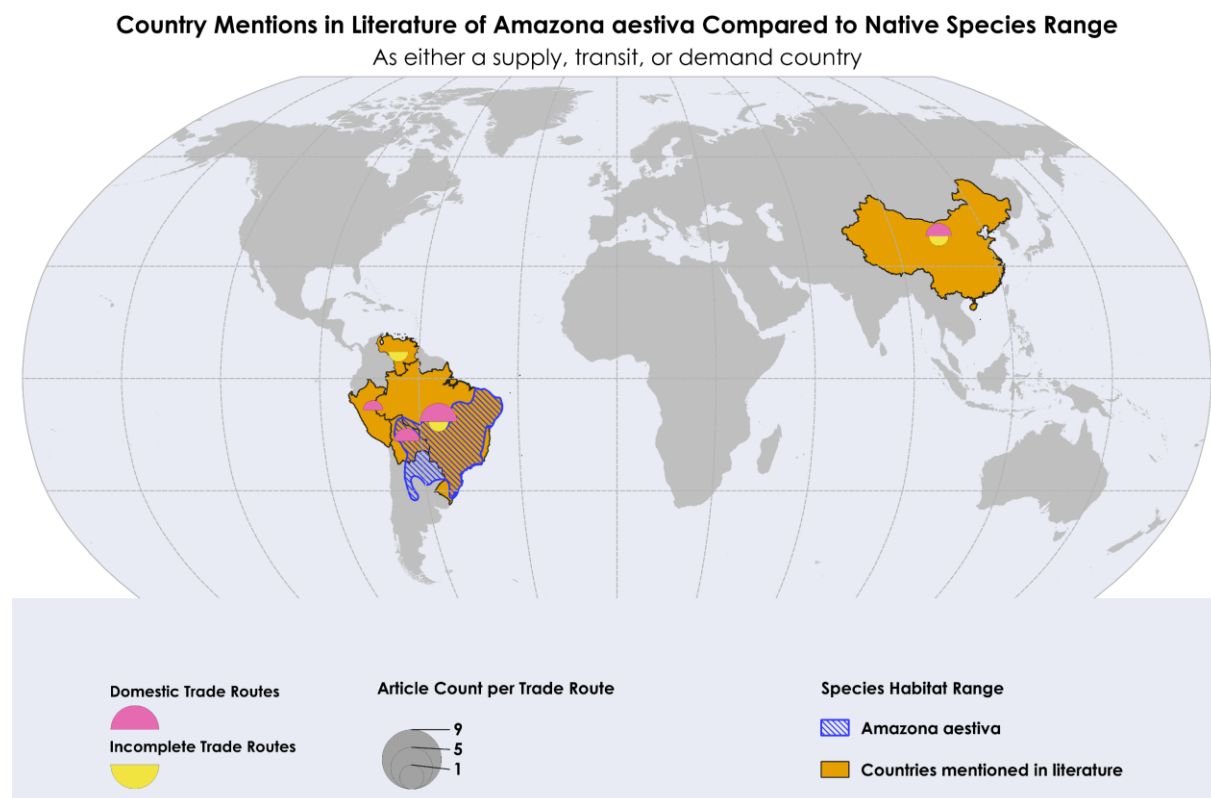 Country Mentions in Literature of Amazona aestiva Compared to Native Species Range
As either a supply, transit, or demand country
Domestic Trade Routes
Incomplete Trade Routes
Article Count per Trade Route
9
5
1
Species Habitat Range
Amazona aestiva
Countries mentioned in literature